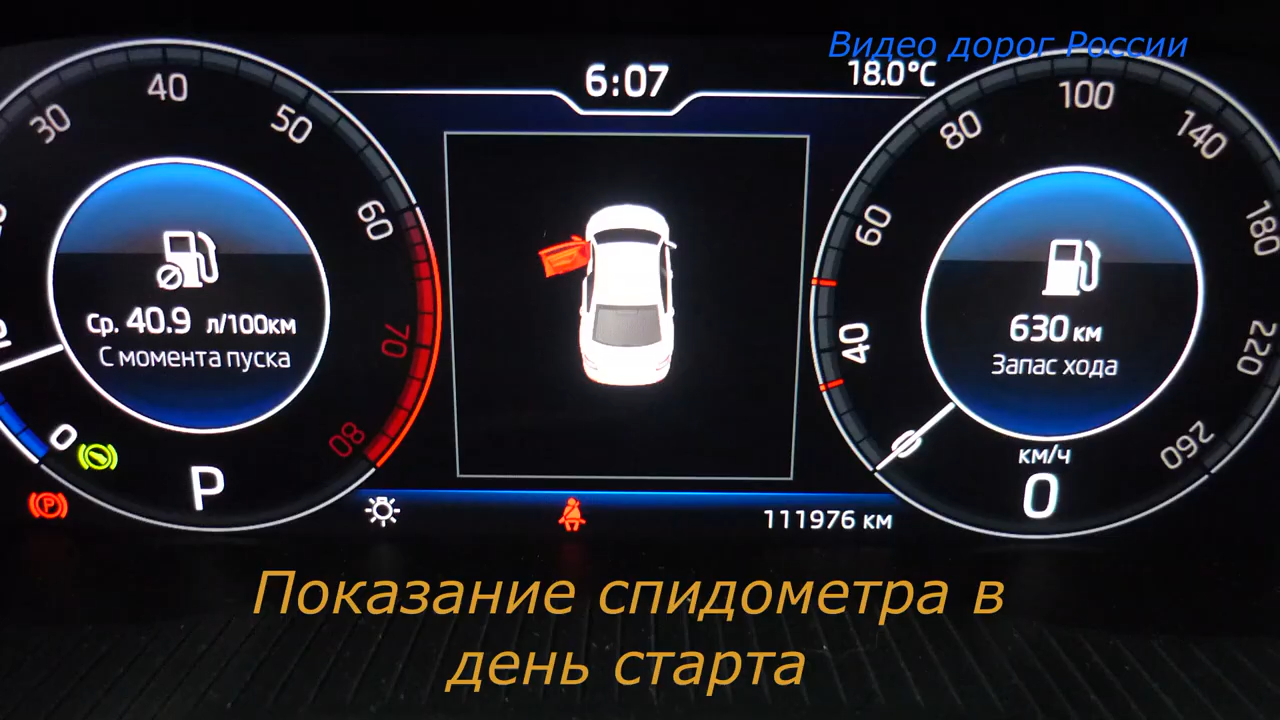 Видео дорог России
6:07
18.0°C
30
40
50
60
70
80
0
Ср. 40.9 л/100км
С момента пуска
P
(P)
40
60
80
100
140
180
220
260
630 км
Запас хода
км/ч
0
111976 км
Показание спидометра в
день старта